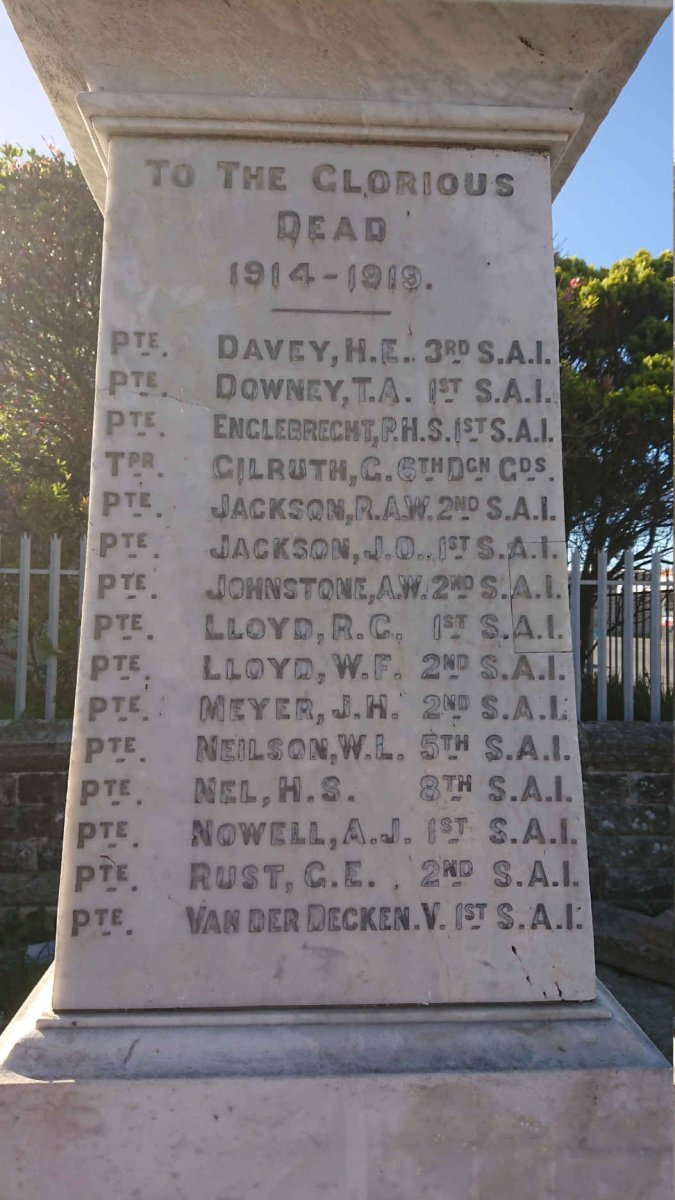 TO THE GLORIOUS
DEAD
1914-1919.
PTE. DAVEY, H.E. 3RD S.A.I.
PTE. DOWNEY, T.A. 1ST S.A.I.
PTE. ENGLEBRECHT, P.H.S. 1ST S.A.I.
TPR. GILRUTH, G. 6TH DGN GDS.
PTE. JACKSON, R.A.W. 2ND S.A.I.
PTE. JACKSON, J.O. 1ST S.A.I.
PTE. JOHNSTONE, A.W. 2ND S.A.I.
PTE. LLOYD, R.C. 1ST S.A.I.
PTE. LLOYD, W.F. 2ND S.A.I.
PTE. MEYER, J.H. 2ND S.A.I.
PTE. NEILSON, W.L. 5TH S.A.I.
PTE. NEL, H.S. 8TH S.A.I.
PTE. NOWELL, A.J. 1ST S.A.I.
PTE. RUST, G.E. 2ND S.A.I.
PTE. VAN DER DECKEN. V. 1ST S.A.I.